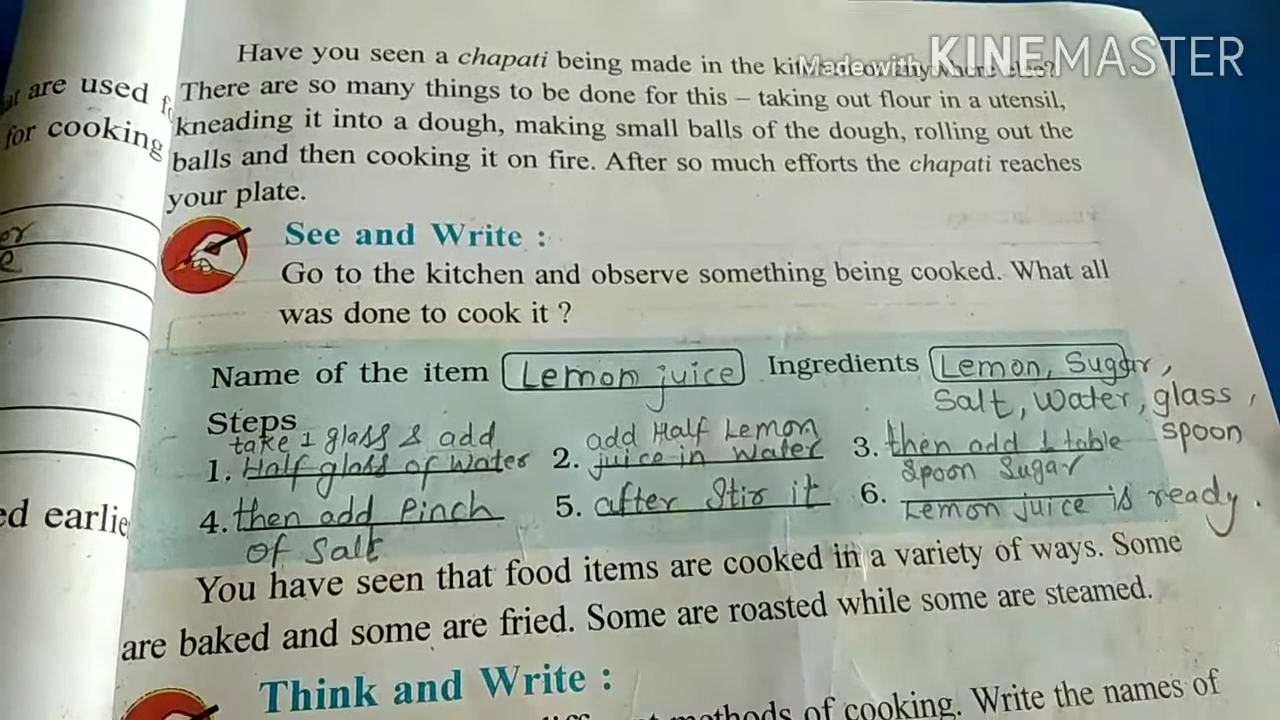 Made with KINEMASTER
Have you seen a chapati being made in the
There are so many things to be done for this – taking out flour in a utensil,
kneading it into a dough, making small balls of the dough, rolling out the
balls and then cooking it on fire. After so much efforts the chapati reaches
your plate.
are used
for cooking
See and Write :
Go to the kitchen and observe something being cooked. What all
was done to cook it ?
Name of the item Lemon juice Ingredients Lemon, Sugar,
Salt, water, glass,
spoon
Steps
1. take 1 glass & add
Half glass of water
2. add Half Lemon
juice in water
3. then add 1 table
spoon Sugar
4. then add Pinch
of Salt
5. after Stir it
6. Lemon juice is ready.
ed earlie
You have seen that food items are cooked in a variety of ways. Some
are baked and some are fried. Some are roasted while some are steamed.
Think and Write :
methods of cooking. Write the names of